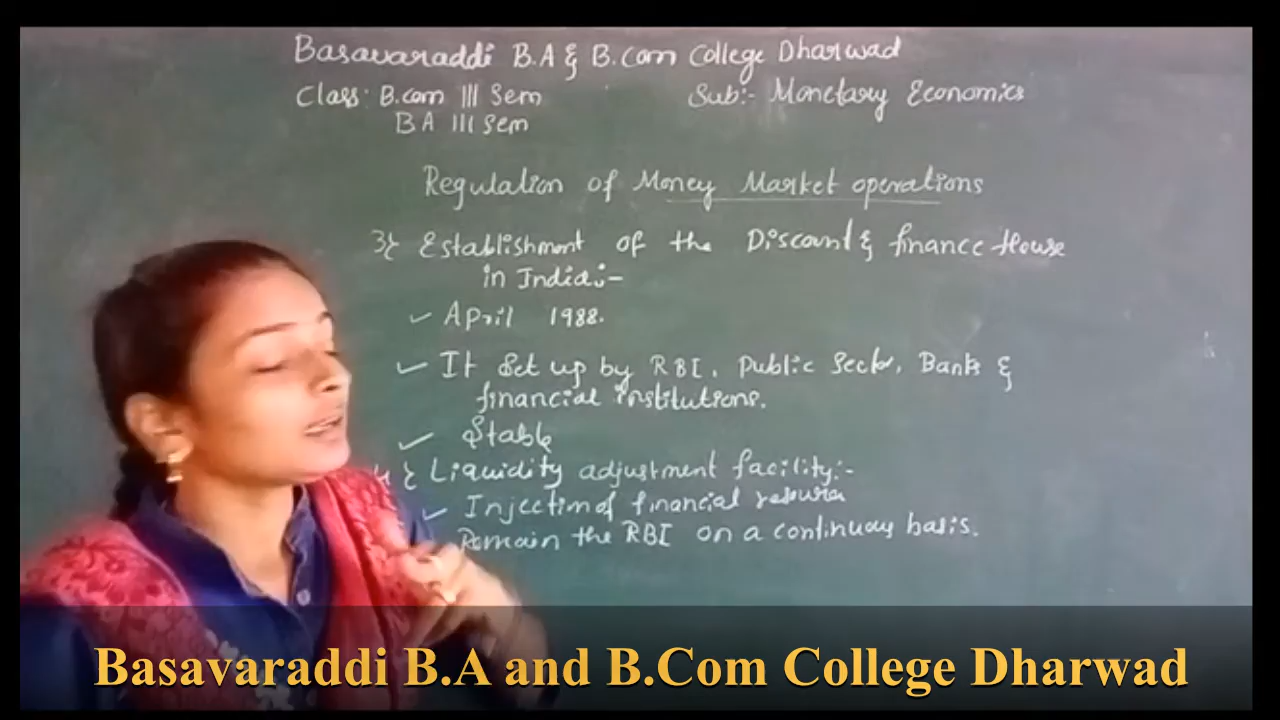 Basavaraddi B.A & B.Com College Dharwad
Class: B.com III Sem
Sub:- Monetary Economics
BA III Sem
Regulation of Money Market operations
3} Establishment of the Discount & finance House
in India:-
✓ April 1988.
✓ It Set up by RBI, Public Sector, Bank &
financial institutions.
✓ Stable
4} Liquidity adjustment facility:-
✓ Injection of financial
Remain the RBI on a continuous basis.
Basavaraddi B.A and B.Com College Dharwad